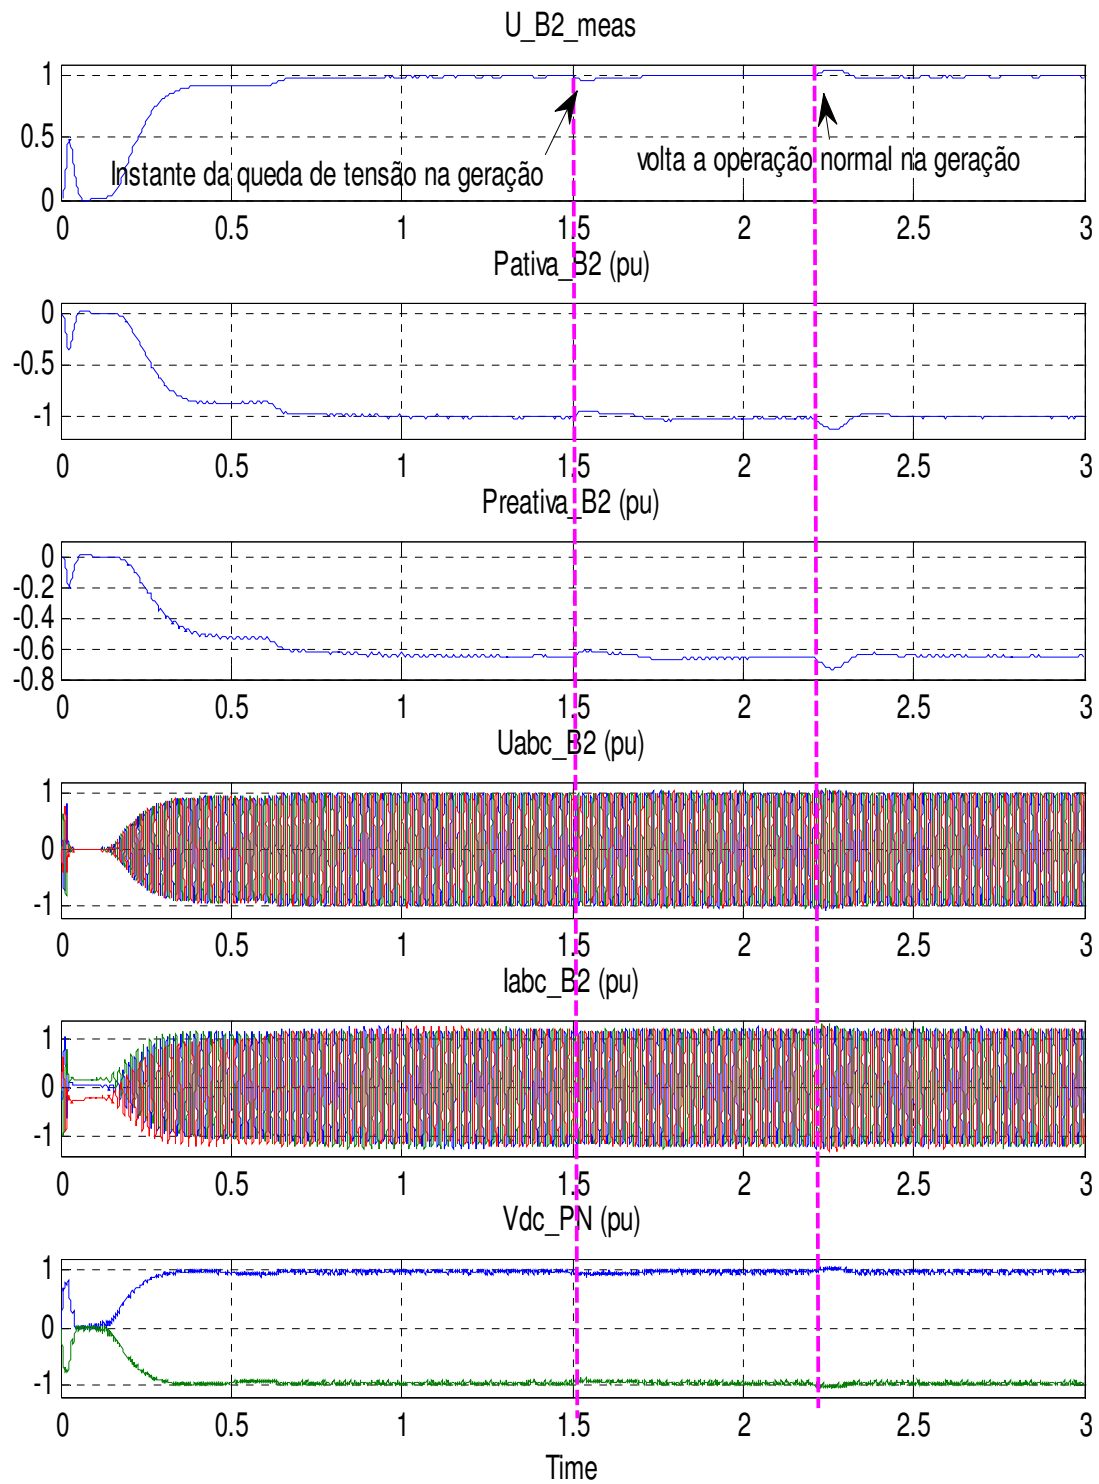 U_B2_meas
1
0.5
0
Instante da queda de tensão na geração
volta a operação normal na geração
0 0.5 1 1.5 2 2.5 3
Pativa_B2 (pu)
0
-0.5
-1
0 0.5 1 1.5 2 2.5 3
Preativa_B2 (pu)
0
-0.2
-0.4
-0.6
-0.8
0 0.5 1 1.5 2 2.5 3
Uabc_B2 (pu)
1
0
-1
0 0.5 1 1.5 2 2.5 3
Iabc_B2 (pu)
1
0
-1
0 0.5 1 1.5 2 2.5 3
Vdc_PN (pu)
1
0
-1
0 0.5 1 1.5 2 2.5 3
Time